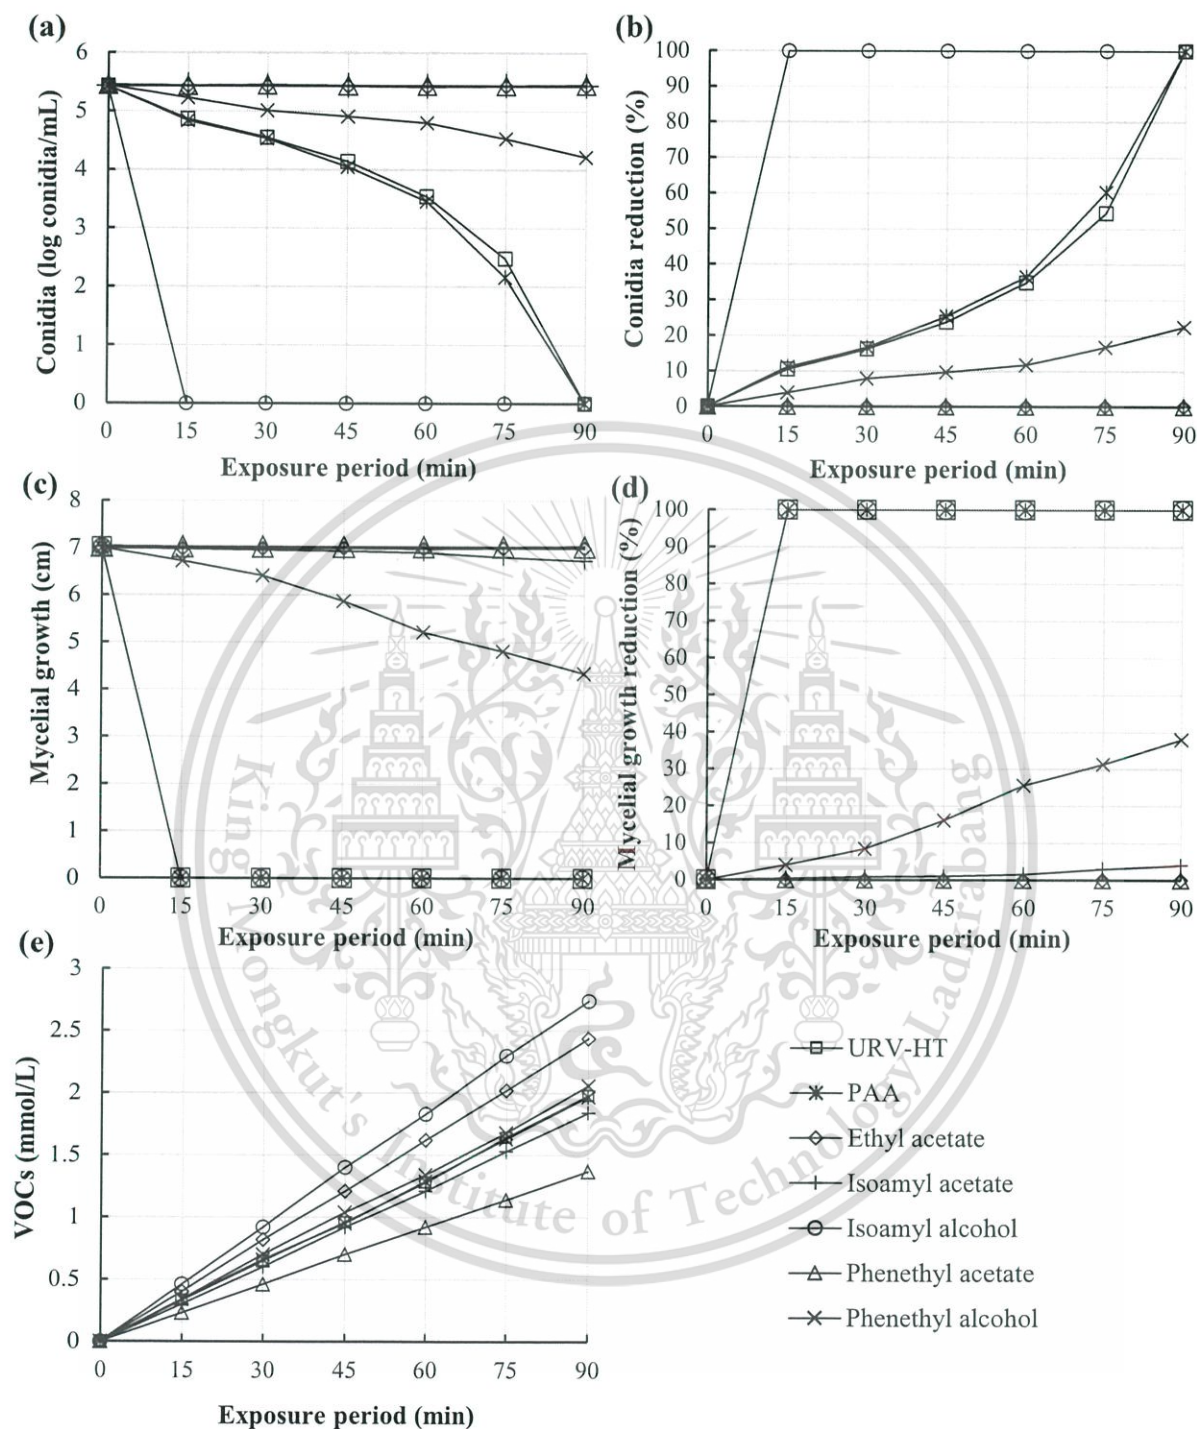 (a)
Conidia (log conidia/mL)
6
5
4
3
2
1
0
0 15 30 45 60 75 90
Exposure period (min)
(b)
Conidia reduction (%)
100
90
80
70
60
50
40
30
20
10
0
0 15 30 45 60 75 90
Exposure period (min)
(c)
Mycelial growth (cm)
8
7
6
5
4
3
2
1
0
0 15 30 45 60 75 90
Exposure period (min)
(d)
Mycelial growth reduction (%)
100
90
80
70
60
50
40
30
20
10
0
0 15 30 45 60 75 90
Exposure period (min)
(e)
VOCs (mmol/L)
3
2.5
2
1.5
1
0.5
0
0 15 30 45 60 75 90
Exposure period (min)
URV-HT
PAA
Ethyl acetate
Isoamyl acetate
Isoamyl alcohol
Phenethyl acetate
Phenethyl alcohol
King Mongkut's Institute of Technology Ladkrabang